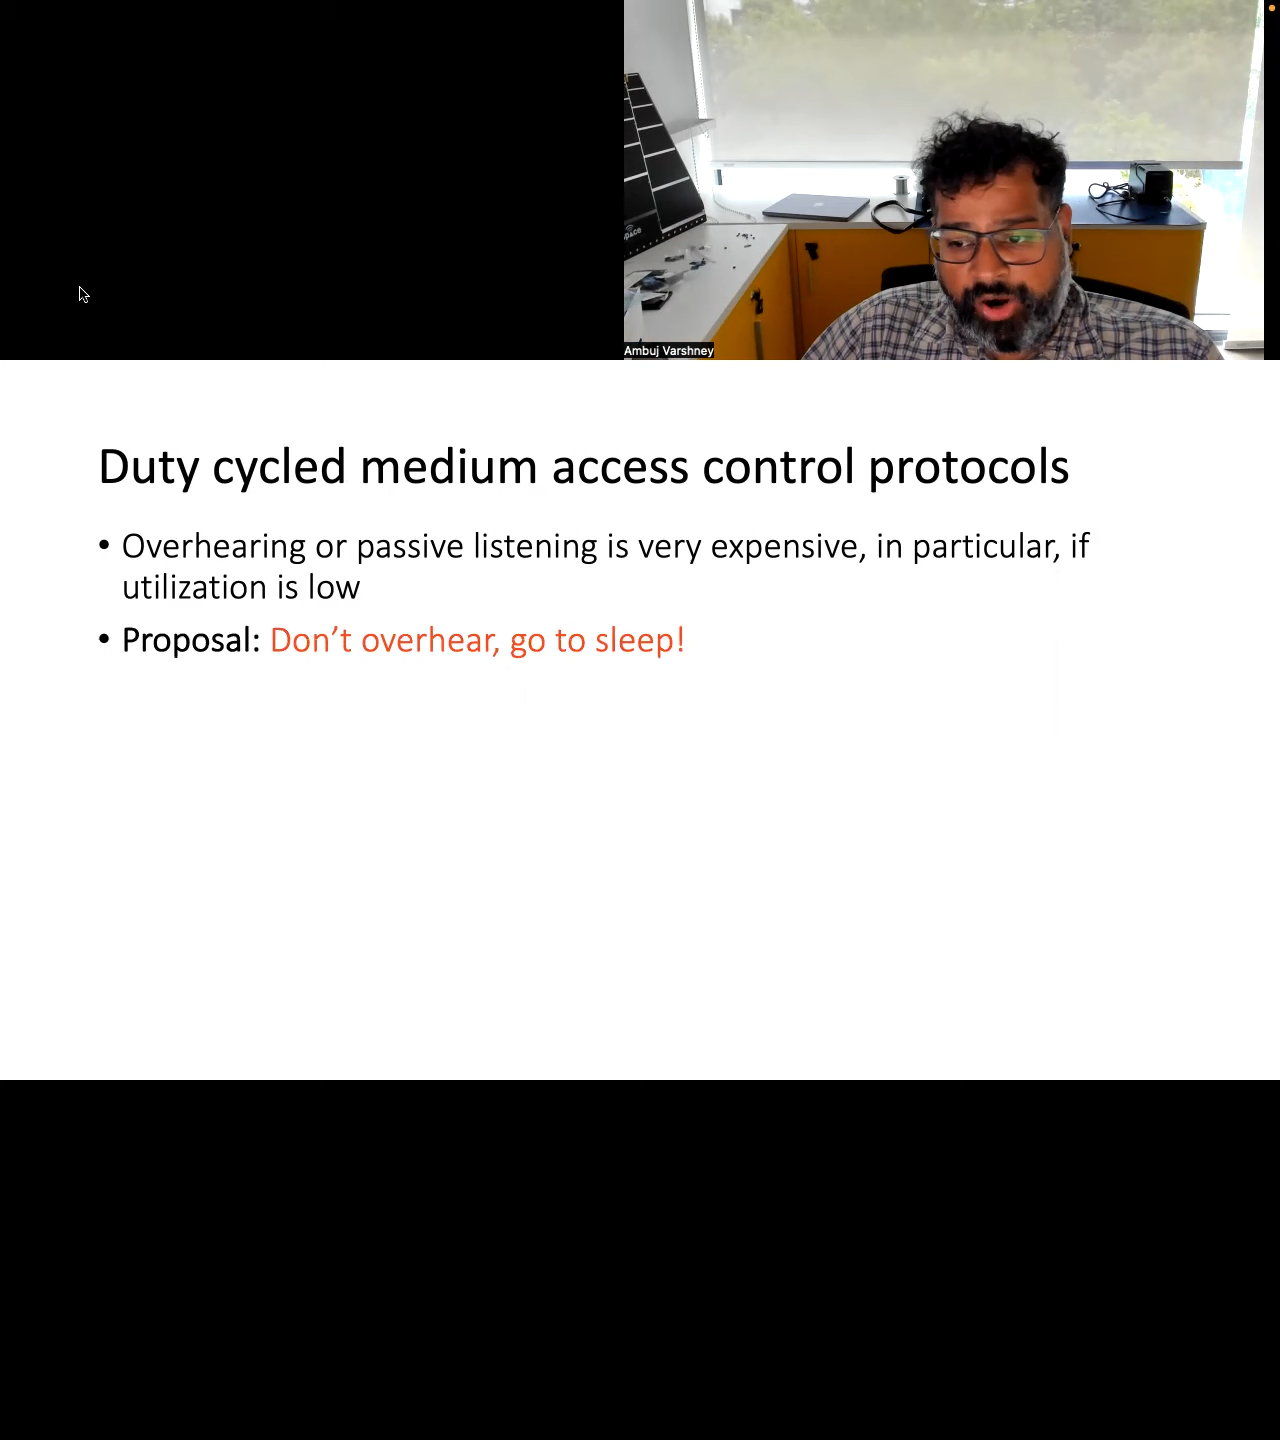 space
Ambuj Varshney
Duty cycled medium access control protocols
• Overhearing or passive listening is very expensive, in particular, if
utilization is low
• Proposal: Don’t overhear, go to sleep!